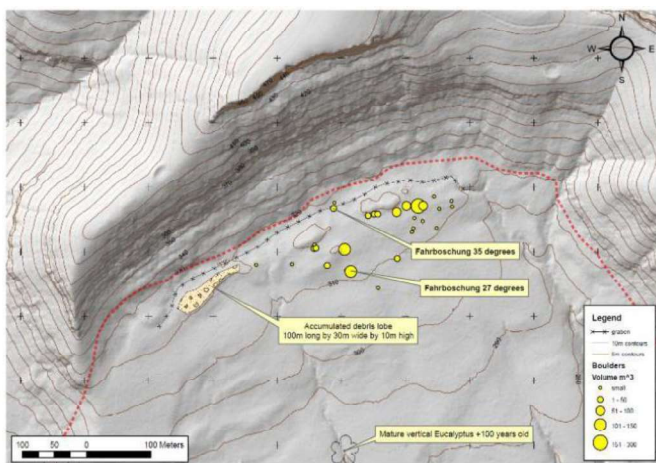 N
W E
S
Fahrboschung 35 degrees
Fahrboschung 27 degrees
Accumulated debris lobe
100m long by 30m wide by 10m high
Mature vertical Eucalyptus +100 years old
Legend
graben
10m contours
contours
Boulders
Volume m^3
small
1 - 50
51 - 100
101 - 150
151 - 300
100 50 0 100 Meters